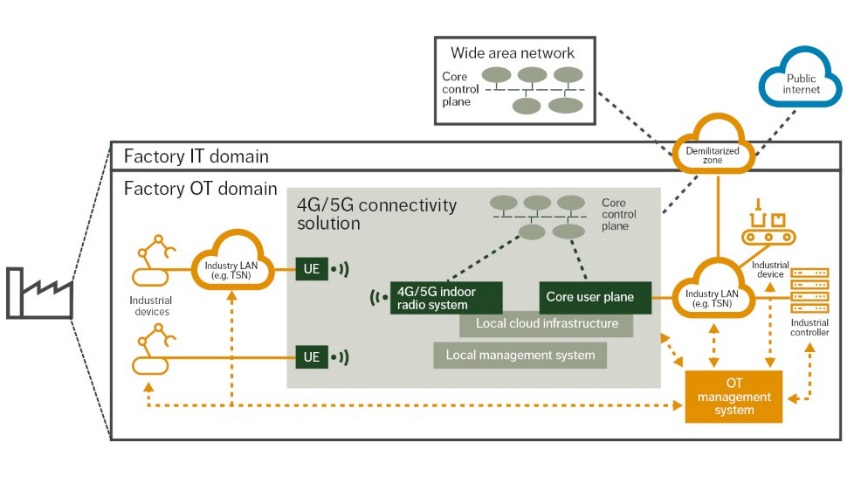 Wide area network
Core
control
plane
Public
internet
Demilitarized
zone
Factory IT domain
Factory OT domain
4G/5G connectivity
solution
Core
control
plane
Industry LAN
(e.g. TSN)
UE
Industrial
devices
4G/5G indoor
radio system
Core user plane
Local cloud infrastructure
Local management system
Industry LAN
(e.g. TSN)
Industrial
device
Industrial
controller
UE
OT
management
system